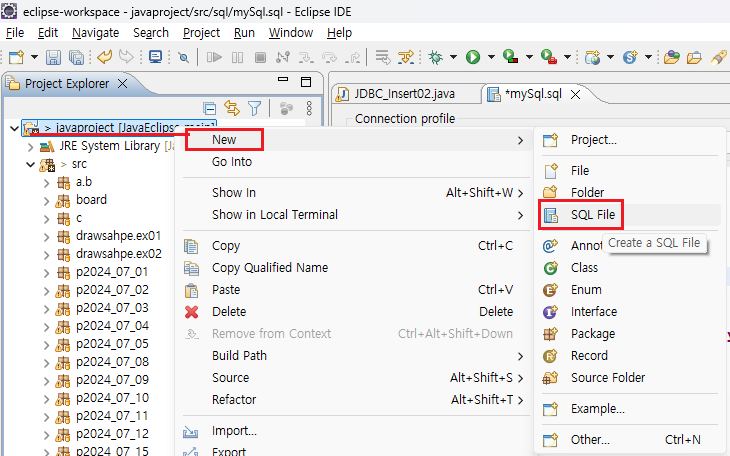 eclipse-workspace - javaproject/src/sql/mySql.sql - Eclipse IDE
File Edit Navigate Search Project Run Window Help
Project Explorer
JDBC_Insert02.java
*mySql.sql
Connection profile
> javaproject [JavaEclipse main]
JRE System Library [Ja
> src
a.b
board
c
drawsahpe.ex01
drawsahpe.ex02
p2024_07_01
p2024_07_02
p2024_07_03
p2024_07_04
p2024_07_05
p2024_07_08
p2024_07_09
p2024_07_10
p2024_07_11
p2024_07_12
p2024_07_15
New
Go Into
Show In Alt+Shift+W
Show in Local Terminal
Copy Ctrl+C
Copy Qualified Name
Paste Ctrl+V
Delete Delete
Remove from Context Ctrl+Alt+Shift+Down
Build Path
Source Alt+Shift+S
Refactor Alt+Shift+T
Import...
Export
Project...
File
Folder
SQL File
Create a SQL File
Annot
Class
Enum
Interface
Package
Record
Source Folder
Example...
Other... Ctrl+N